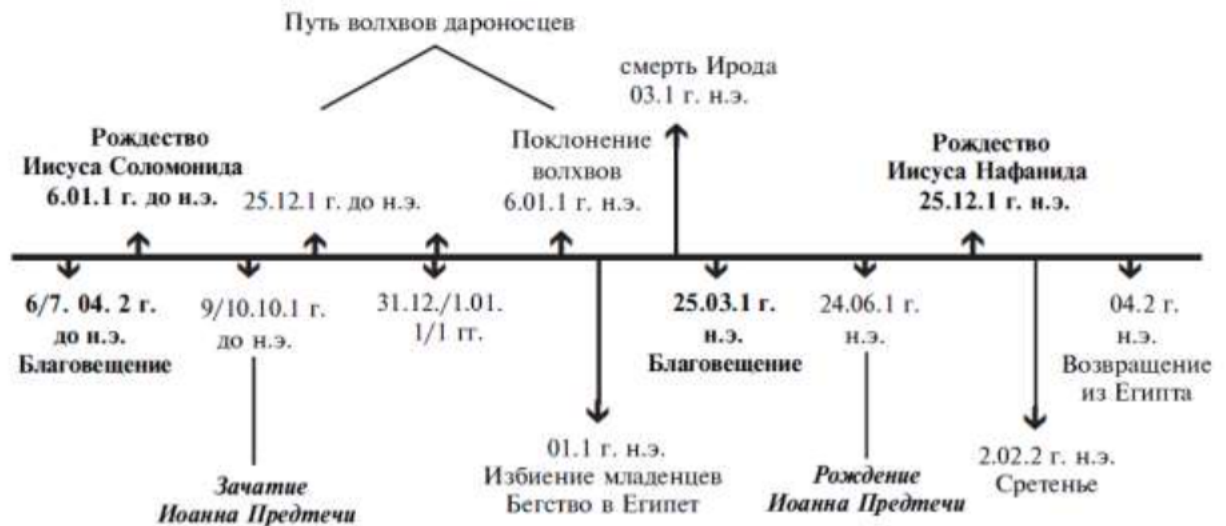 Путь волхвов дароносцев
смерть Ирода
03.1 г. н.э.
Рождество
Иисуса Соломонида
6.01.1 г. до н.э.
25.12.1 г. до н.э.
Поклонение
волхвов
6.01.1 г. н.э.
Рождество
Иисуса Нафанида
25.12.1 г. н.э.
6/7. 04. 2 г.
до н.э.
Благовещение
9/10.10.1 г.
до н.э.
31.12./1.01.
1/1 гг.
25.03.1 г.
н.э.
Благовещение
24.06.1 г.
н.э.
04.2 г.
н.э.
Возвращение
из Египта
Зачатие
Иоанна Предтечи
01.1 г. н.э.
Избиение младенцев
Бегство в Египет
Рождение
Иоанна Предтечи
2.02.2 г. н.э.
Сретенье